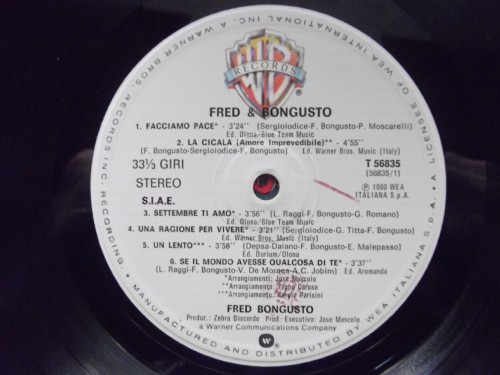 WB
RECORDS
FRED & BONGUSTO
1. FACCIAMO PACE* - 3'24" (Sergioiodice-F. Bongusto-P. Moscarelli)
Ed. Olona/Blue Team Music
2. LA CICALA (Amore Imprevedibile)** - 4'55"
(F. Bongusto-Sergioiodice-F. Bongusto) Ed. Warner Bros. Music (Italy)
33⅓ GIRI
T 56835
(56835/1)
STEREO
℗ 1980 WEA
ITALIANA S.p.A.
S.I.A.E.
3. SETTEMBRE TI AMO* - 3'56" (L. Raggi-F. Bongusto-G. Romano)
Ed. Olona/Blue Team Music
4. UNA RAGIONE PER VIVERE* - 3'21" (Sergioiodice-G. Titta-F. Bongusto)
Ed. Warner Bros. Music (Italy)
5. UN LENTO*** - 3'58" (Depsa-Daiano-F. Bongusto-E. Malepasso)
Ed. Durium/Olona
6. SE IL MONDO AVESSE QUALCOSA DI TE* - 3'37"
(L. Raggi-F. Bongusto-V. De Moraes-A.C. Jobim) Ed. Aromando
*Arrangiamenti: José Mascolo
**Arrangiamenti: Pippo Caruso
***Arrangiamenti: Sergio Parisini
FRED BONGUSTO
Produz.: Zebra Discorde Prod. Esecutivo: Jose Mascolo
a Warner Communications Company
W
MANUFACTURED AND DISTRIBUTED BY WEA ITALIANA S.P.A. A LICENSEE OF WEA INTERNATIONAL INC. A WARNER BROS. RECORDS INC. RECORDING.